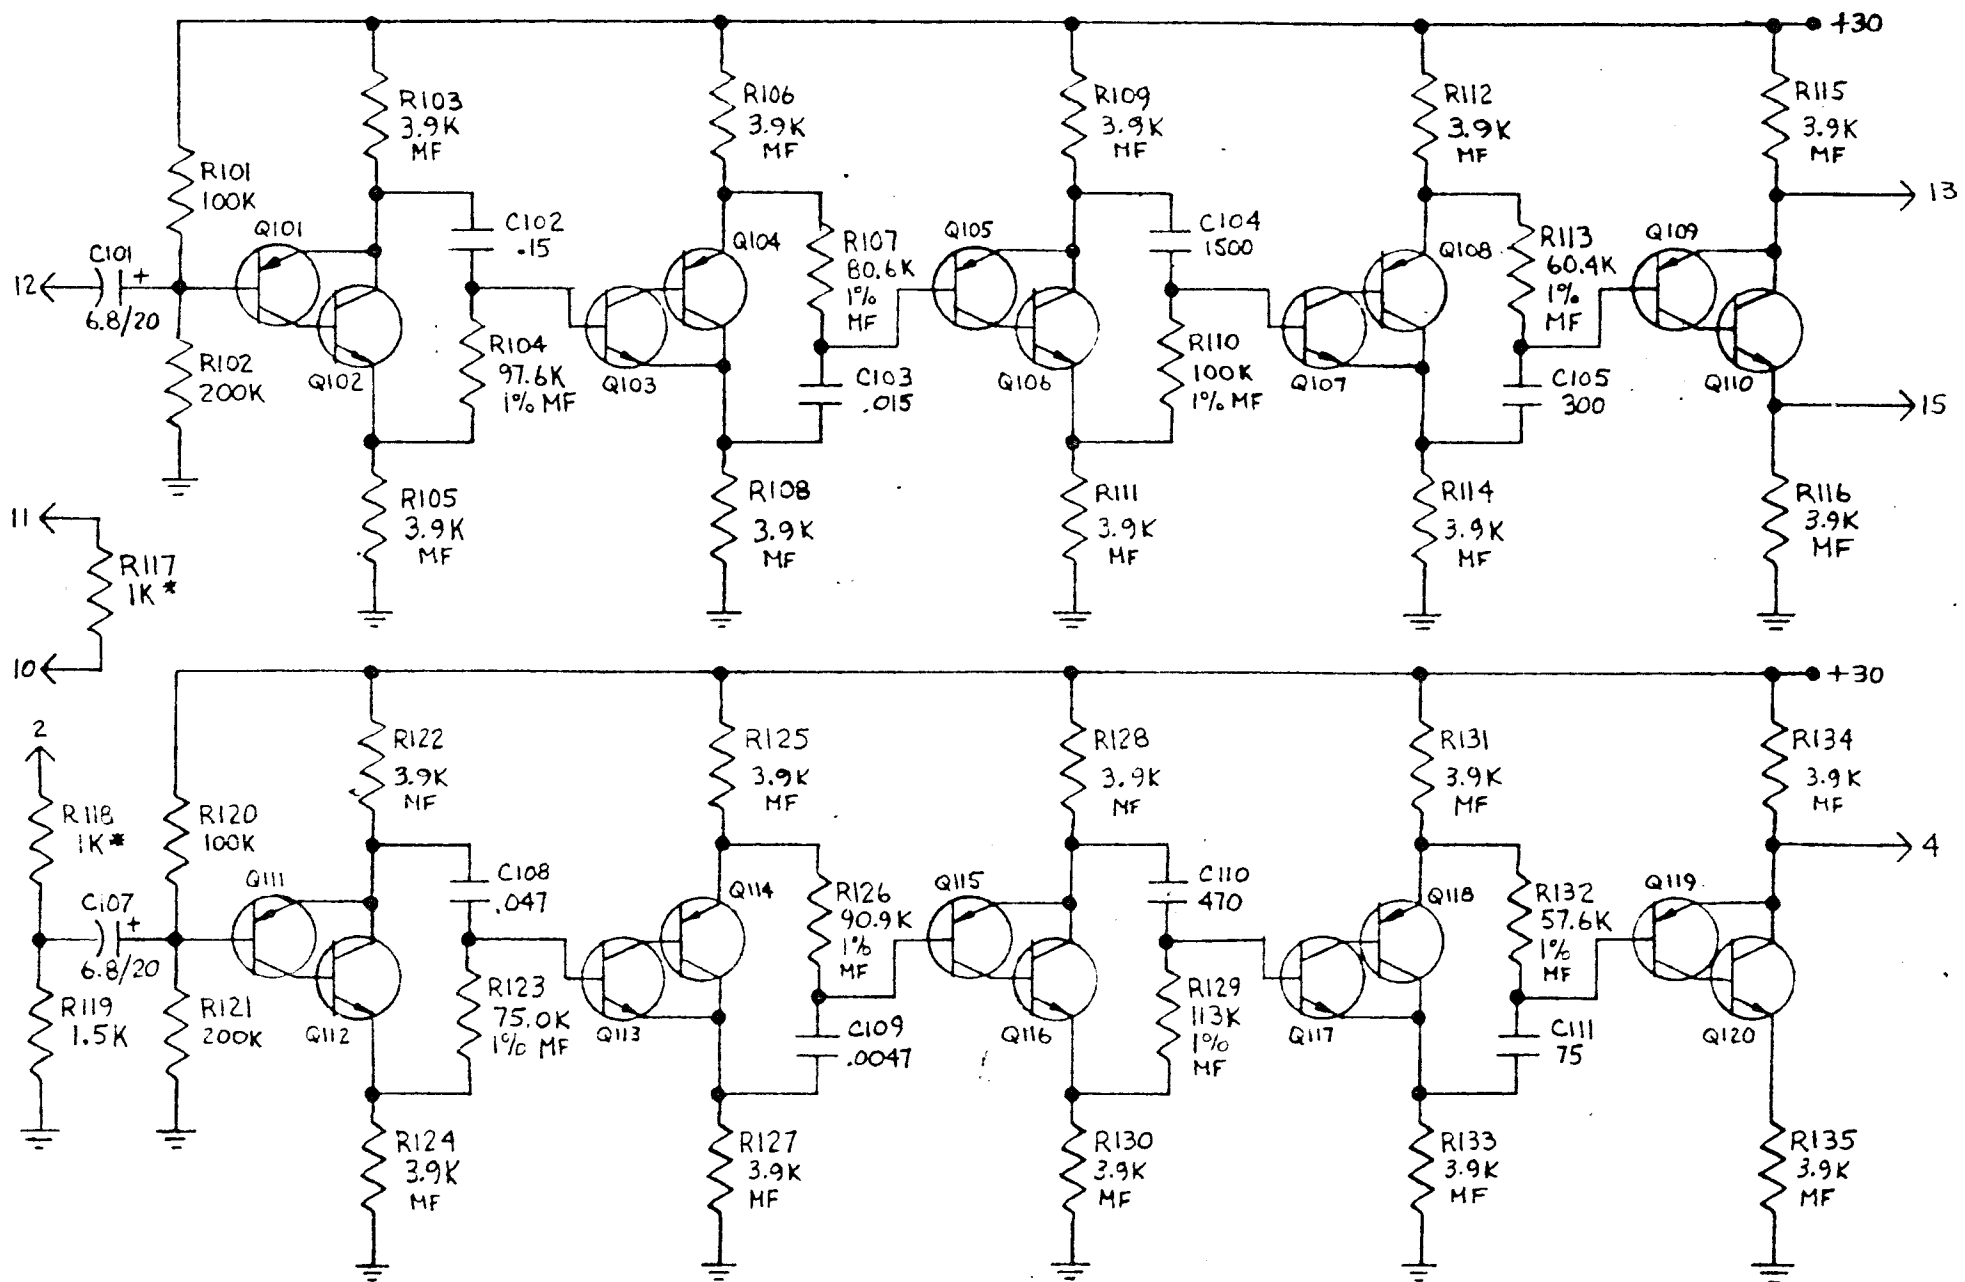 +30
R103
3.9K
MF
R106
3.9K
MF
R109
3.9K
MF
R112
3.9K
MF
R115
3.9K
MF
R101
100K
13
Q101
C102
.15
Q104
R107
80.6K
1%
MF
Q105
C104
1500
Q108
R113
60.4K
1%
MF
Q109
12
C101
+
6.8/20
R102
200K
Q102
R104
97.6K
1% MF
Q103
C103
.015
Q106
R110
100K
1% MF
Q107
C105
300
Q110
15
R105
3.9K
MF
R108
3.9K
MF
R111
3.9K
MF
R114
3.9K
MF
R116
3.9K
MF
11
R117
1K*
10
+30
2
R122
3.9K
MF
R125
3.9K
MF
R128
3.9K
MF
R131
3.9K
MF
R134
3.9K
MF
R118
1K*
R120
100K
4
Q111
C108
.047
Q114
R126
90.9K
1%
MF
Q115
C110
470
Q118
R132
57.6K
1%
MF
Q119
C107
+
6.8/20
R119
1.5K
R121
200K
Q112
R123
75.0K
1% MF
Q113
C109
.0047
Q116
R129
113K
1%
MF
Q117
C111
75
Q120
R124
3.9K
MF
R127
3.9K
MF
R130
3.9K
MF
R133
3.9K
MF
R135
3.9K
MF